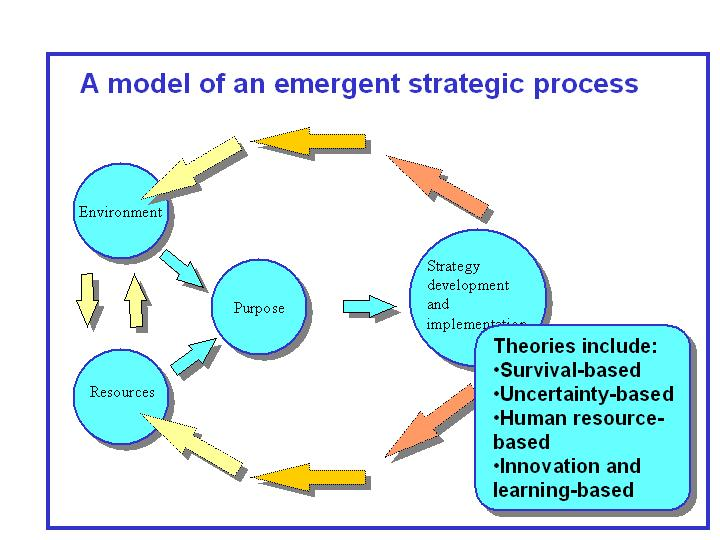 A model of an emergent strategic process
Environment
Strategy
development
and
implementation
Purpose
Resources
Theories include:
•Survival-based
•Uncertainty-based
•Human resource-
based
•Innovation and
learning-based